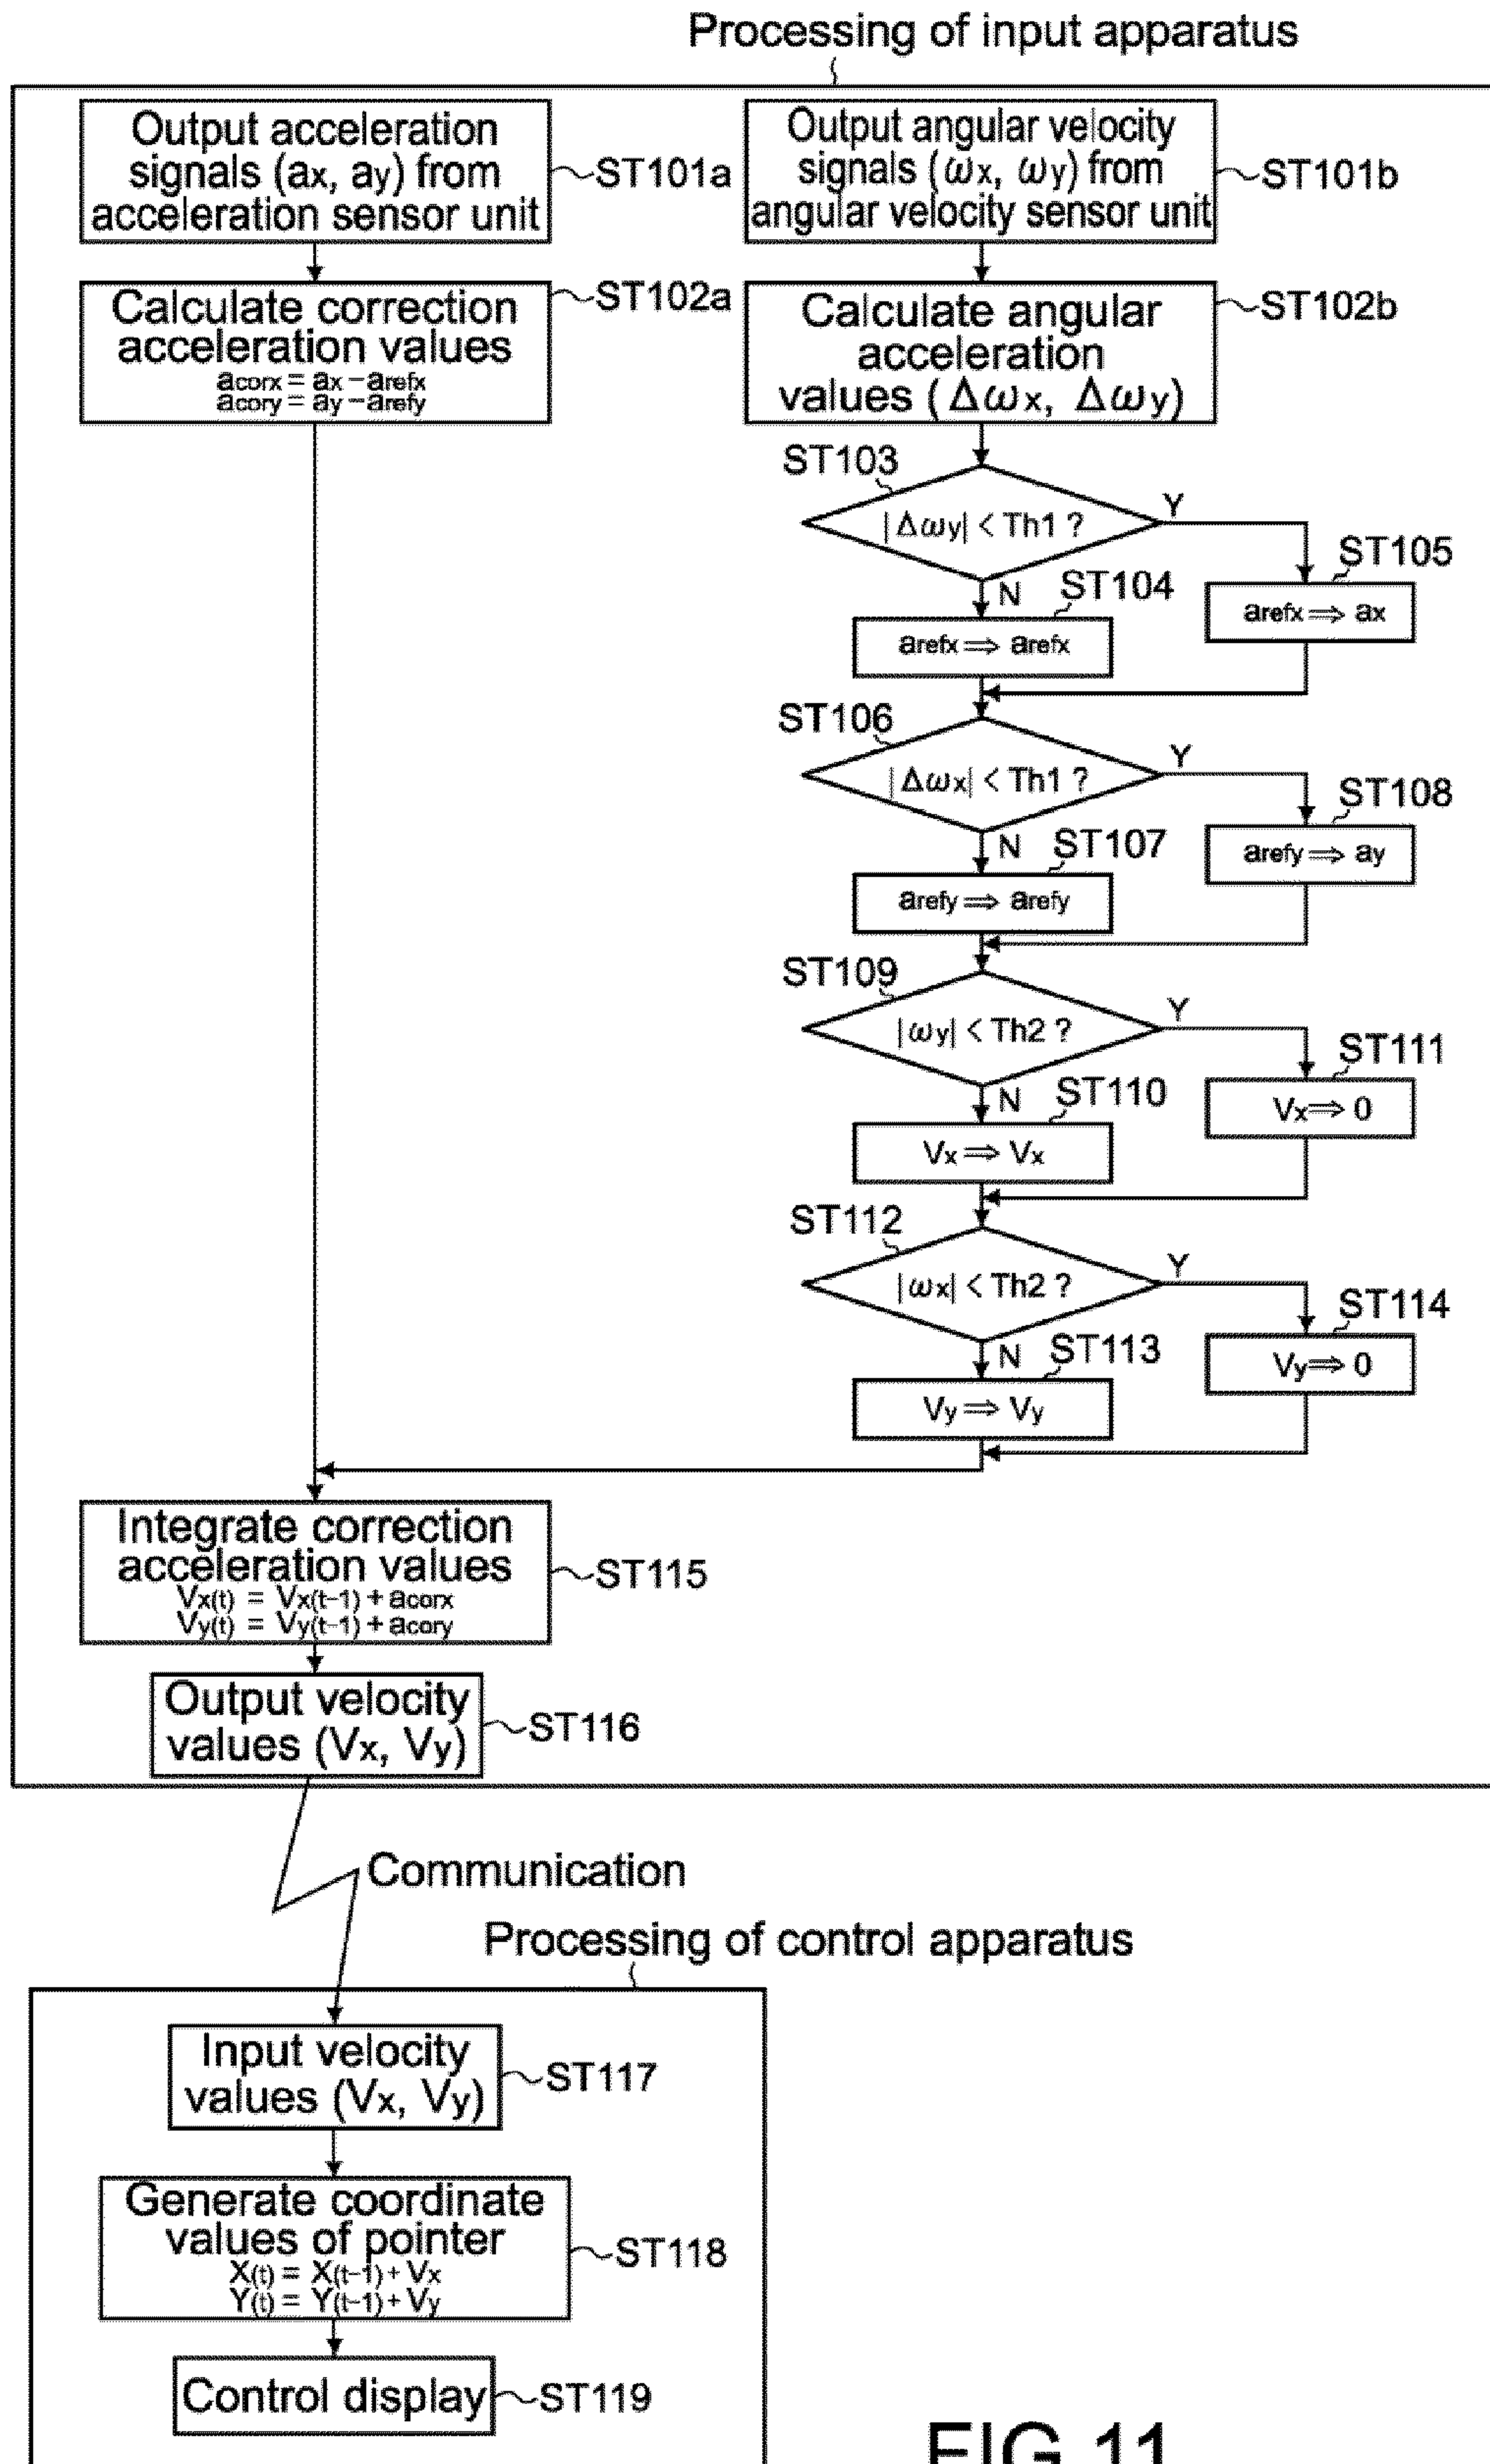 Processing of input apparatus
Output acceleration
signals (ax, ay) from
acceleration sensor unit
ST101a
Output angular velocity
signals (ωx, ωy) from
angular velocity sensor unit
ST101b
Calculate correction
acceleration values
acorx = ax − arefx
acory = ay − arefy
ST102a
Calculate angular
acceleration
values (Δωx, Δωy)
ST102b
ST103
|Δωy| < Th1 ?
Y
N
ST104
arefx ⇒ arefx
ST105
arefx ⇒ ax
ST106
|Δωx| < Th1 ?
Y
N
ST107
arefy ⇒ arefy
ST108
arefy ⇒ ay
ST109
|ωy| < Th2 ?
Y
N
ST110
Vx ⇒ Vx
ST111
Vx ⇒ 0
ST112
|ωx| < Th2 ?
Y
N
ST113
Vy ⇒ Vy
ST114
Vy ⇒ 0
Integrate correction
acceleration values
Vx(t) = Vx(t−1) + acorx
Vy(t) = Vy(t−1) + acory
ST115
Output velocity
values (Vx, Vy)
ST116
Communication
Processing of control apparatus
Input velocity
values (Vx, Vy)
ST117
Generate coordinate
values of pointer
X(t) = X(t−1) + Vx
Y(t) = Y(t−1) + Vy
ST118
Control display
ST119
FIG.11